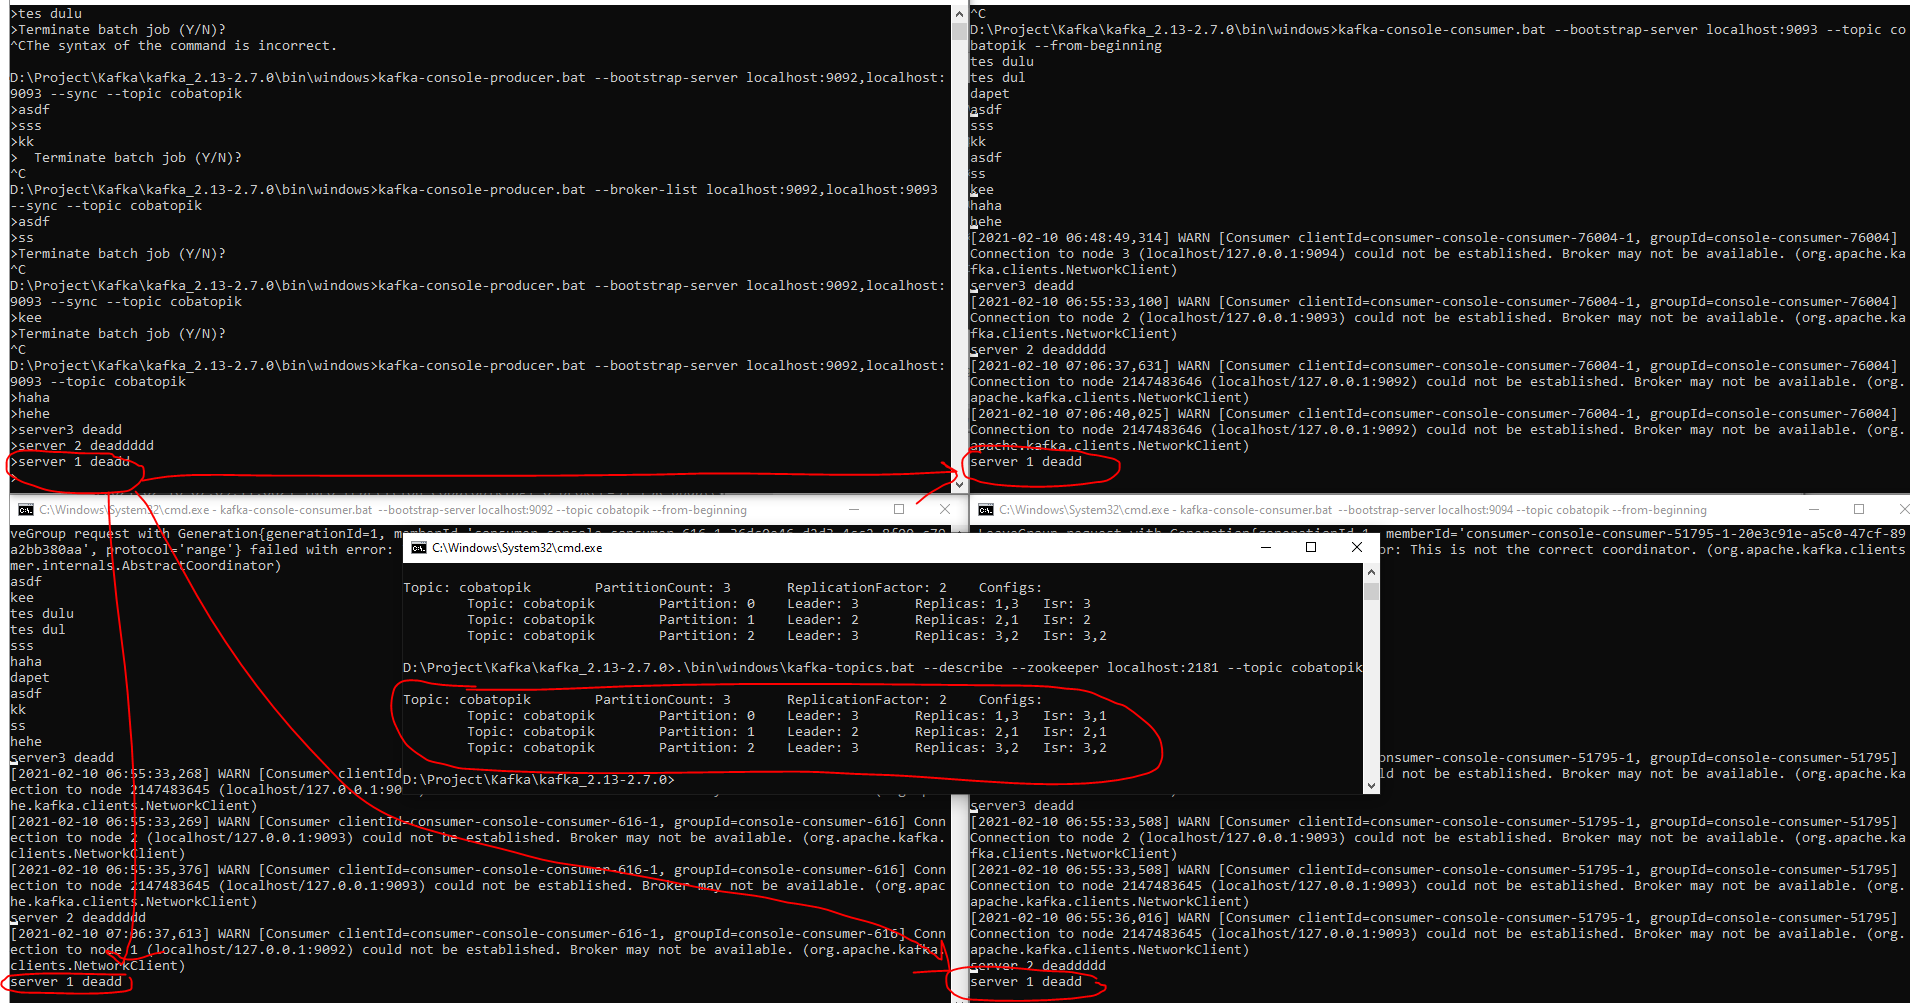 >tes dulu
>Terminate batch job (Y/N)?
^CThe syntax of the command is incorrect.
D:\Project\Kafka\kafka_2.13-2.7.0\bin\windows>kafka-console-producer.bat --bootstrap-server localhost:9092,localhost:
9093 --sync --topic cobatopik
>asdf
>sss
>kk
>  Terminate batch job (Y/N)?
^C
D:\Project\Kafka\kafka_2.13-2.7.0\bin\windows>kafka-console-producer.bat --broker-list localhost:9092,localhost:9093
--sync --topic cobatopik
>asdf
>ss
>Terminate batch job (Y/N)?
^C
D:\Project\Kafka\kafka_2.13-2.7.0\bin\windows>kafka-console-producer.bat --bootstrap-server localhost:9092,localhost:
9093 --sync --topic cobatopik
>kee
>Terminate batch job (Y/N)?
^C
D:\Project\Kafka\kafka_2.13-2.7.0\bin\windows>kafka-console-producer.bat --bootstrap-server localhost:9092,localhost:
9093 --topic cobatopik
>haha
>hehe
>server3 deadd
>server 2 deaddddd
>server 1 deadd
>
^C
D:\Project\Kafka\kafka_2.13-2.7.0\bin\windows>kafka-console-consumer.bat --bootstrap-server localhost:9093 --topic co
batopik --from-beginning
tes dulu
tes dul
dapet
asdf
sss
kk
asdf
ss
kee
haha
hehe
[2021-02-10 06:48:49,314] WARN [Consumer clientId=consumer-console-consumer-76004-1, groupId=console-consumer-76004]
Connection to node 3 (localhost/127.0.0.1:9094) could not be established. Broker may not be available. (org.apache.ka
fka.clients.NetworkClient)
server3 deadd
[2021-02-10 06:55:33,100] WARN [Consumer clientId=consumer-console-consumer-76004-1, groupId=console-consumer-76004]
Connection to node 2 (localhost/127.0.0.1:9093) could not be established. Broker may not be available. (org.apache.ka
fka.clients.NetworkClient)
server 2 deaddddd
[2021-02-10 07:06:37,631] WARN [Consumer clientId=consumer-console-consumer-76004-1, groupId=console-consumer-76004]
Connection to node 2147483646 (localhost/127.0.0.1:9092) could not be established. Broker may not be available. (org.
apache.kafka.clients.NetworkClient)
[2021-02-10 07:06:40,025] WARN [Consumer clientId=consumer-console-consumer-76004-1, groupId=console-consumer-76004]
Connection to node 2147483646 (localhost/127.0.0.1:9092) could not be established. Broker may not be available. (org.
apache.kafka.clients.NetworkClient)
server 1 deadd
C:\Windows\System32\cmd.exe - kafka-console-consumer.bat  --bootstrap-server localhost:9092 --topic cobatopik --from-beginning
veGroup request with Generation{generationId=1,
a2bb380aa', protocol='range'} failed with error:
mer.internals.AbstractCoordinator)
asdf
kee
tes dulu
tes dul
sss
haha
dapet
asdf
kk
ss
hehe
server3 deadd
[2021-02-10 06:55:33,268] WARN [Consumer clientId
ection to node 2147483645 (localhost/127.0.0.1:90
he.kafka.clients.NetworkClient)
[2021-02-10 06:55:33,269] WARN [Consumer clientId=consumer-console-consumer-616-1, groupId=console-consumer-616] Conn
ection to node 2 (localhost/127.0.0.1:9093) could not be established. Broker may not be available. (org.apache.kafka.
clients.NetworkClient)
[2021-02-10 06:55:35,376] WARN [Consumer clientId=consumer-console-consumer-616-1, groupId=console-consumer-616] Conn
ection to node 2147483645 (localhost/127.0.0.1:9093) could not be established. Broker may not be available. (org.apac
he.kafka.clients.NetworkClient)
server 2 deaddddd
[2021-02-10 07:06:37,613] WARN [Consumer clientId=consumer-console-consumer-616-1, groupId=console-consumer-616] Conn
ection to node 1 (localhost/127.0.0.1:9092) could not be established. Broker may not be available. (org.apache.kafka.
clients.NetworkClient)
server 1 deadd
C:\Windows\System32\cmd.exe
Topic: cobatopik PartitionCount: 3 ReplicationFactor: 2 Configs:
Topic: cobatopik Partition: 0 Leader: 3 Replicas: 1,3 Isr: 3
Topic: cobatopik Partition: 1 Leader: 2 Replicas: 2,1 Isr: 2
Topic: cobatopik Partition: 2 Leader: 3 Replicas: 3,2 Isr: 3,2
D:\Project\Kafka\kafka_2.13-2.7.0>.\bin\windows\kafka-topics.bat --describe --zookeeper localhost:2181 --topic cobatopik
Topic: cobatopik PartitionCount: 3 ReplicationFactor: 2 Configs:
Topic: cobatopik Partition: 0 Leader: 3 Replicas: 1,3 Isr: 3,1
Topic: cobatopik Partition: 1 Leader: 2 Replicas: 2,1 Isr: 2,1
Topic: cobatopik Partition: 2 Leader: 3 Replicas: 3,2 Isr: 3,2
D:\Project\Kafka\kafka_2.13-2.7.0>
C:\Windows\System32\cmd.exe - kafka-console-consumer.bat  --bootstrap-server localhost:9094 --topic cobatopik --from-beginning
memberId='consumer-console-consumer-51795-1-20e3c91e-a5c0-47cf-89
or: This is not the correct coordinator. (org.apache.kafka.clients
onsumer-console-consumer-51795-1, groupId=console-consumer-51795]
ld not be established. Broker may not be available. (org.apache.ka
server3 deadd
[2021-02-10 06:55:33,508] WARN [Consumer clientId=consumer-console-consumer-51795-1, groupId=console-consumer-51795]
Connection to node 2 (localhost/127.0.0.1:9093) could not be established. Broker may not be available. (org.apache.ka
fka.clients.NetworkClient)
[2021-02-10 06:55:33,508] WARN [Consumer clientId=consumer-console-consumer-51795-1, groupId=console-consumer-51795]
Connection to node 2147483645 (localhost/127.0.0.1:9093) could not be established. Broker may not be available. (org.
apache.kafka.clients.NetworkClient)
[2021-02-10 06:55:36,016] WARN [Consumer clientId=consumer-console-consumer-51795-1, groupId=console-consumer-51795]
Connection to node 2147483645 (localhost/127.0.0.1:9093) could not be established. Broker may not be available. (org.
apache.kafka.clients.NetworkClient)
server 2 deaddddd
server 1 deadd